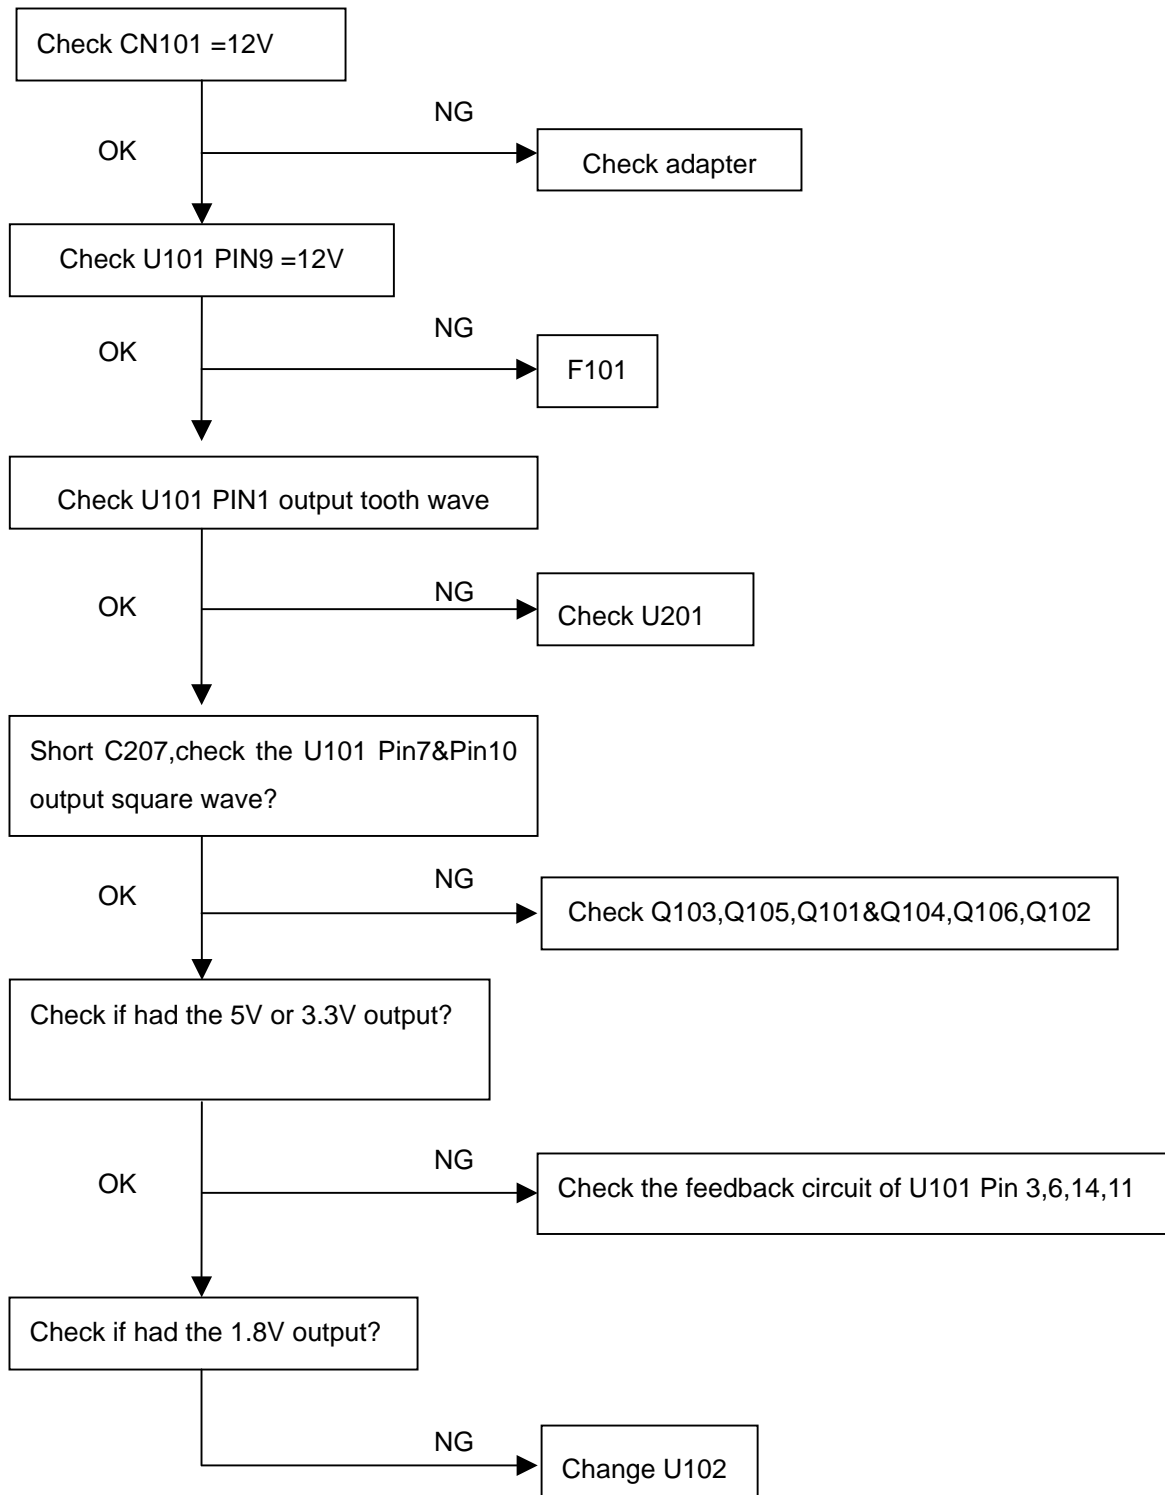 Check CN101 =12V
NG
OK
Check adapter
Check U101 PIN9 =12V
NG
OK
F101
Check U101 PIN1 output tooth wave
NG
OK
Check U201
Short C207,check the U101 Pin7&Pin10
output square wave?
NG
OK
Check Q103,Q105,Q101&Q104,Q106,Q102
Check if had the 5V or 3.3V output?
NG
OK
Check the feedback circuit of U101 Pin 3,6,14,11
Check if had the 1.8V output?
NG
Change U102